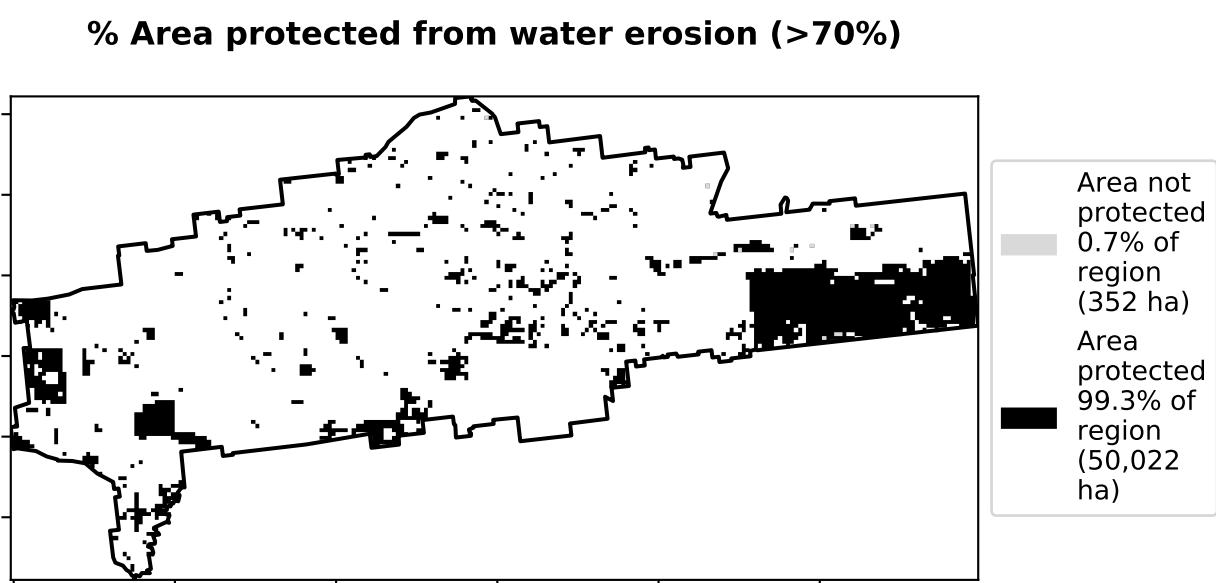 % Area protected from water erosion (>70%)
Area not
protected
0.7% of
region
(352 ha)
Area
protected
99.3% of
region
(50,022
ha)